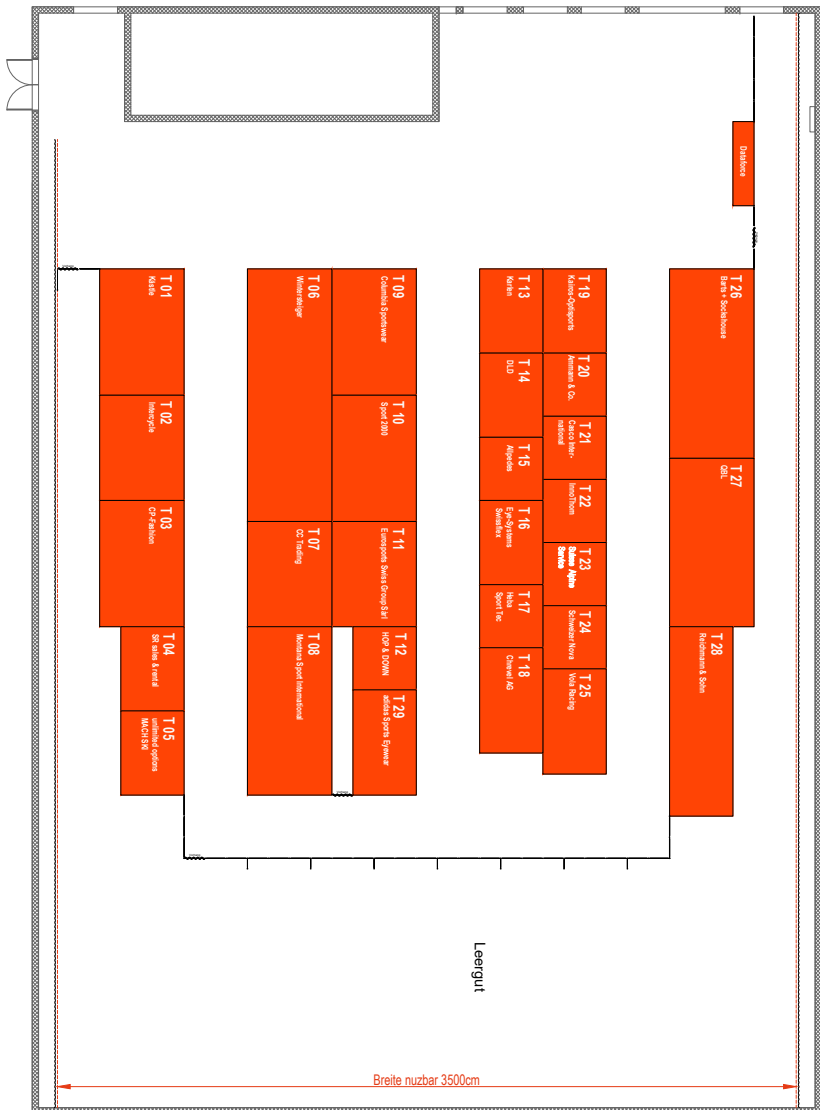 Dataforce
T 01
Kästle
T 02
Intercycle
T 03
CP-Fashion
T 04
SR sales & rental
T 05
unlimited options
MACH SKI
T 06
Wintersteiger
T 07
CC Trading
T 08
Montana Sport International
T 09
Columbia Sportswear
T 10
Sport 2000
T 11
Eurosports Swiss Group Sàrl
T 12
HOP & DOWN
T 29
adidas Sports Eyewear
T 13
Karlen
T 14
DLD
T 15
Allpedes
T 16
Eye-Systems
Swissflex
T 17
Heba
Sport Tec
T 18
Chrevel AG
T 19
Kairos-Optisports
T 20
Ammann & Co.
T 21
Casco Inter-
national
T 22
InnoThom
T 23
Suisse Alpine
Service
T 24
Schweizer Nova
T 25
Vola Racing
T 26
Barts + Sockshouse
T 27
QBL
T 28
Reichmann & Sohn
Leergut
Breite nuzbar 3500cm